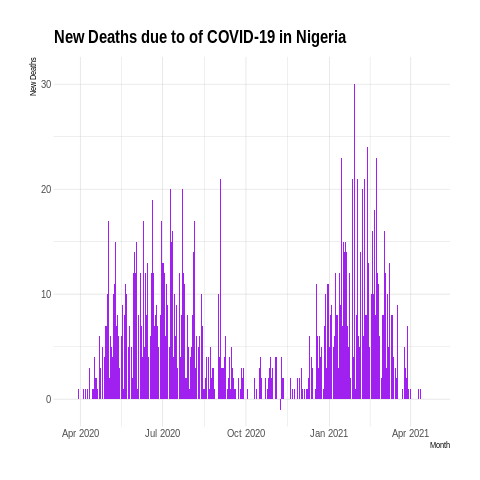 New Deaths due to of COVID-19 in Nigeria
New Deaths
30
20
10
0
Apr 2020 Jul 2020 Oct 2020 Jan 2021 Apr 2021
Month